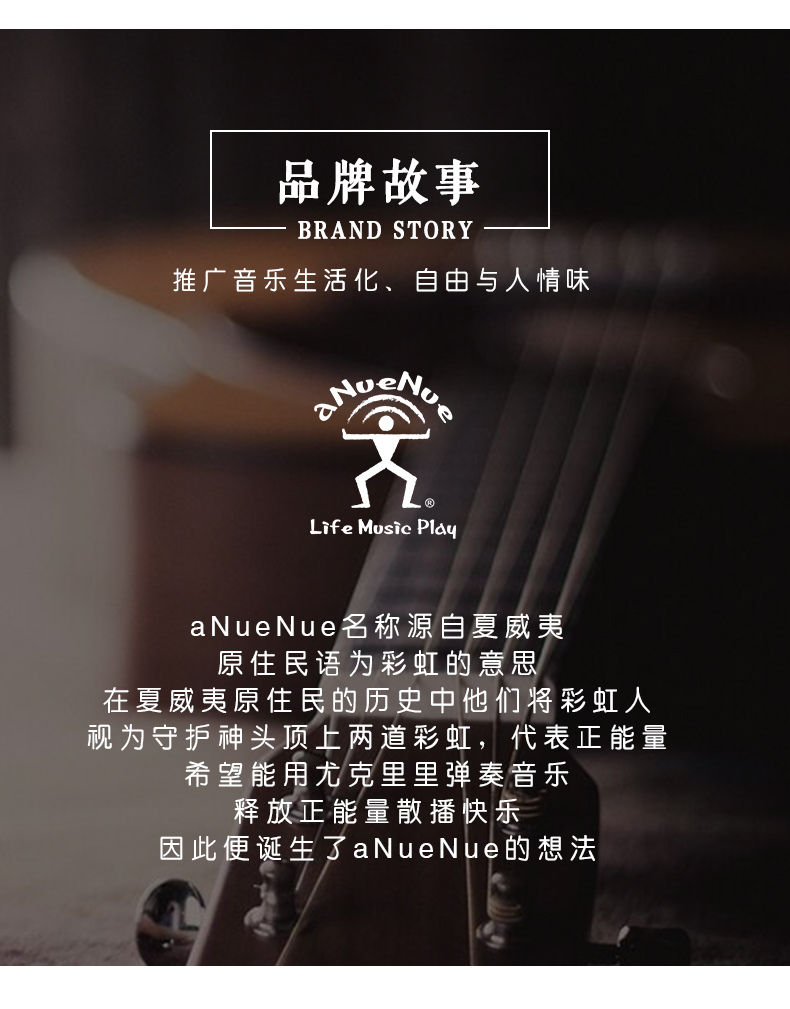 品牌故事
BRAND STORY
推广音乐生活化、自由与人情味
aNueNue
®
Life Music Play
aNueNue名称源自夏威夷
原住民语为彩虹的意思
在夏威夷原住民的历史中他们将彩虹人
视为守护神头顶上两道彩虹，代表正能量
希望能用尤克里里弹奏音乐
释放正能量散播快乐
因此便诞生了aNueNue的想法